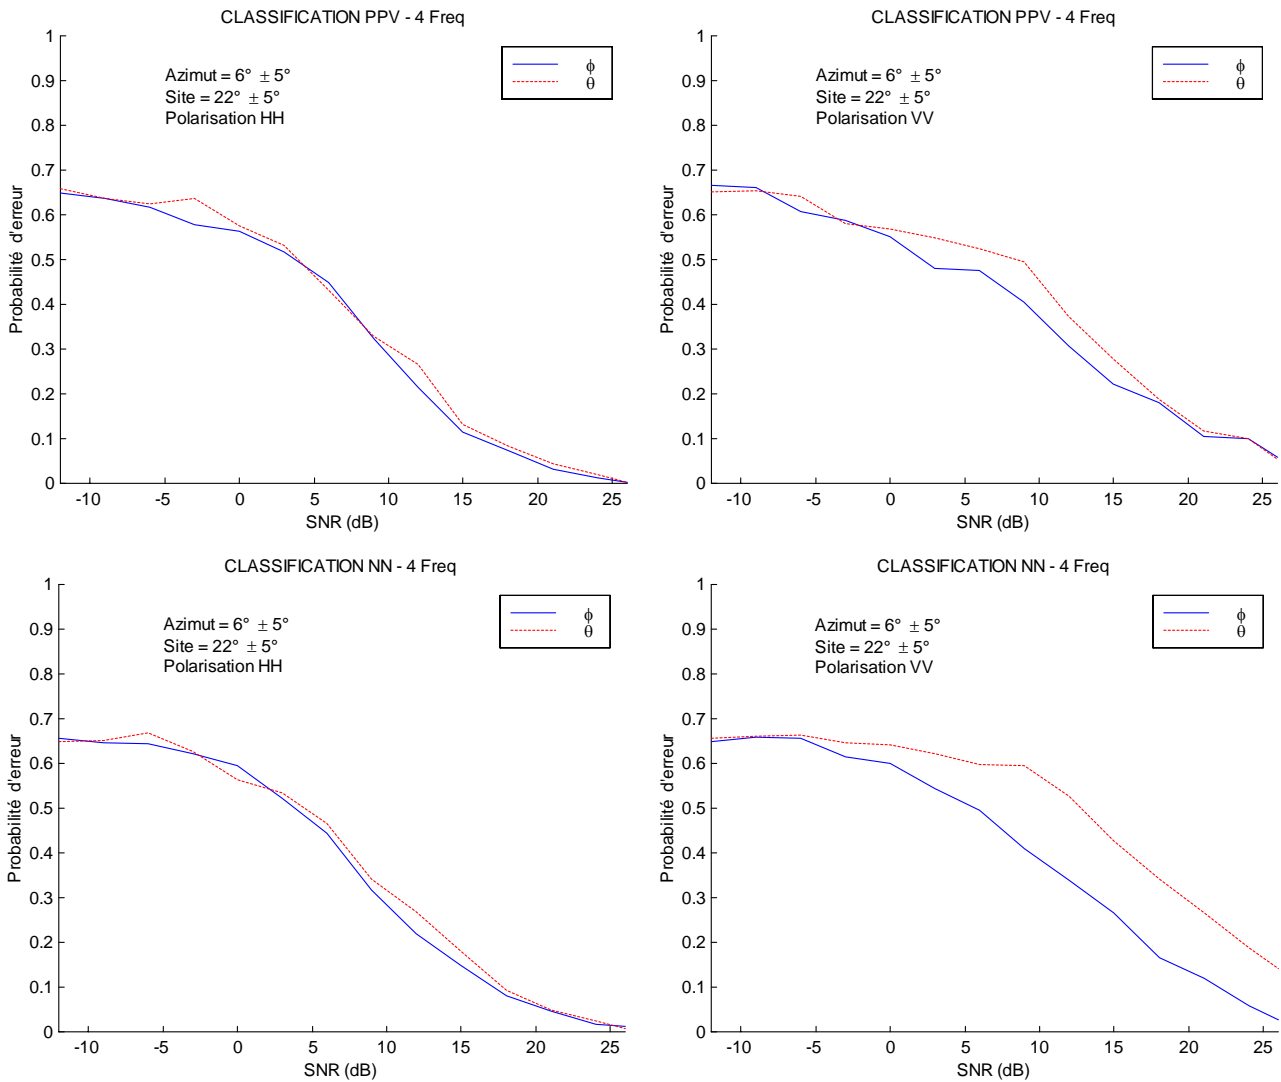 CLASSIFICATION PPV - 4 Freq
1
0.9
0.8
0.7
0.6
0.5
0.4
0.3
0.2
0.1
0
Probabilité d'erreur
Azimut = 6° ± 5°
Site = 22° ± 5°
Polarisation HH
ϕ
θ
-10 -5 0 5 10 15 20 25
SNR (dB)
CLASSIFICATION PPV - 4 Freq
1
0.9
0.8
0.7
0.6
0.5
0.4
0.3
0.2
0.1
0
Probabilité d'erreur
Azimut = 6° ± 5°
Site = 22° ± 5°
Polarisation VV
ϕ
θ
-10 -5 0 5 10 15 20 25
SNR (dB)
CLASSIFICATION NN - 4 Freq
1
0.9
0.8
0.7
0.6
0.5
0.4
0.3
0.2
0.1
0
Probabilité d'erreur
Azimut = 6° ± 5°
Site = 22° ± 5°
Polarisation HH
ϕ
θ
-10 -5 0 5 10 15 20 25
SNR (dB)
CLASSIFICATION NN - 4 Freq
1
0.9
0.8
0.7
0.6
0.5
0.4
0.3
0.2
0.1
0
Probabilité d'erreur
Azimut = 6° ± 5°
Site = 22° ± 5°
Polarisation VV
ϕ
θ
-10 -5 0 5 10 15 20 25
SNR (dB)